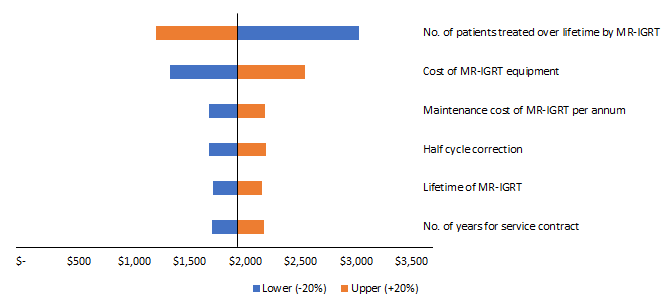 No. of patients treated over lifetime by MR-IGRT
Cost of MR-IGRT equipment
Maintenance cost of MR-IGRT per annum
Half cycle correction
Lifetime of MR-IGRT
No. of years for service contract
$- $500 $1,000 $1,500 $2,000 $2,500 $3,000 $3,500
Lower (-20%) Upper (+20%)